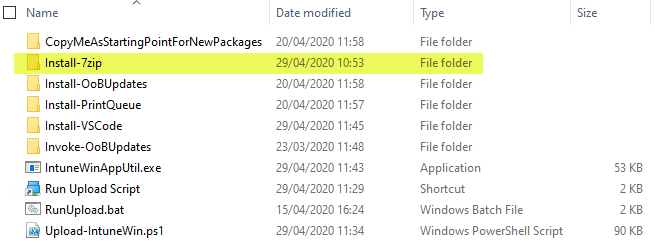 Name Date modified Type Size
CopyMeAsStartingPointForNewPackages 20/04/2020 11:58 File folder
Install-7zip 29/04/2020 10:53 File folder
Install-OoBUpdates 20/04/2020 11:58 File folder
Install-PrintQueue 20/04/2020 11:57 File folder
Install-VSCode 29/04/2020 11:45 File folder
Invoke-OoBUpdates 23/03/2020 11:48 File folder
IntuneWinAppUtil.exe 29/04/2020 11:43 Application 53 KB
Run Upload Script 29/04/2020 11:29 Shortcut 2 KB
RunUpload.bat 15/04/2020 16:24 Windows Batch File 2 KB
Upload-IntuneWin.ps1 29/04/2020 11:34 Windows PowerShell Script 90 KB